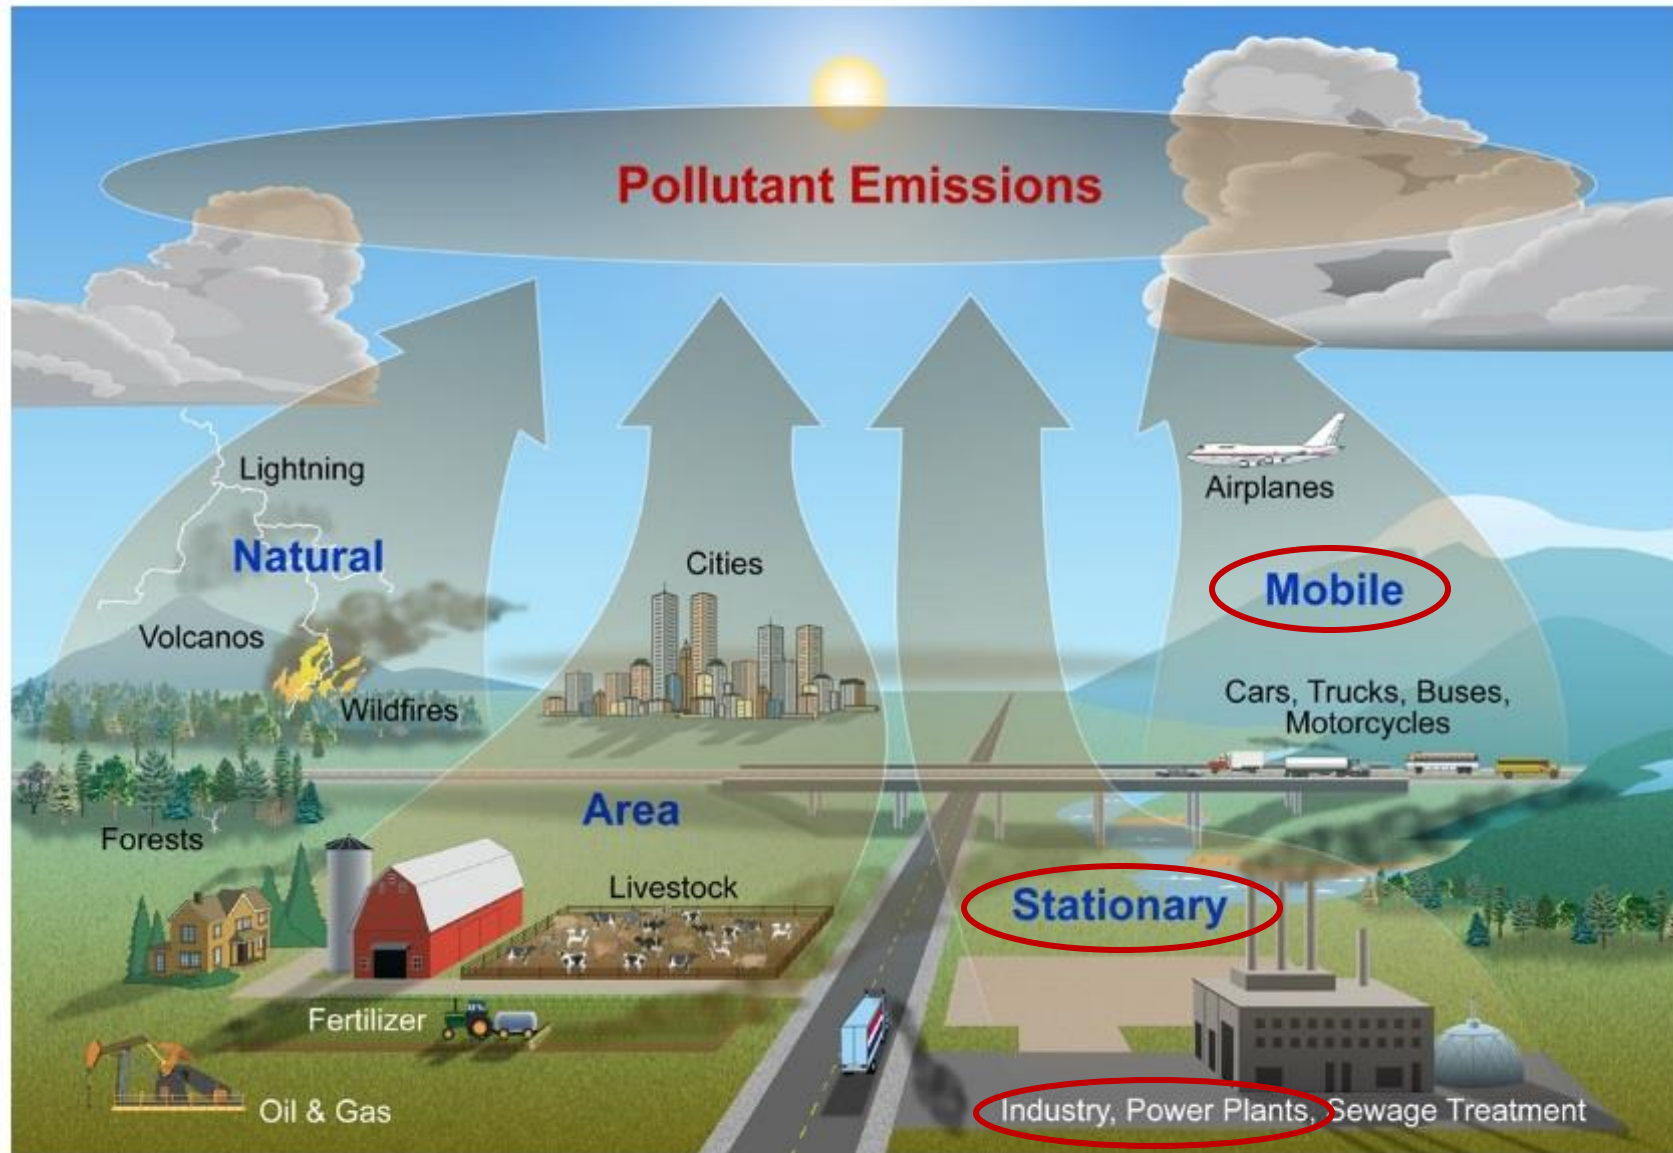 Pollutant Emissions
Lightning
Natural
Volcanos
Wildfires
Forests
Cities
Area
Livestock
Fertilizer
Oil & Gas
Airplanes
Mobile
Cars, Trucks, Buses,
Motorcycles
Stationary
Industry, Power Plants, Sewage Treatment